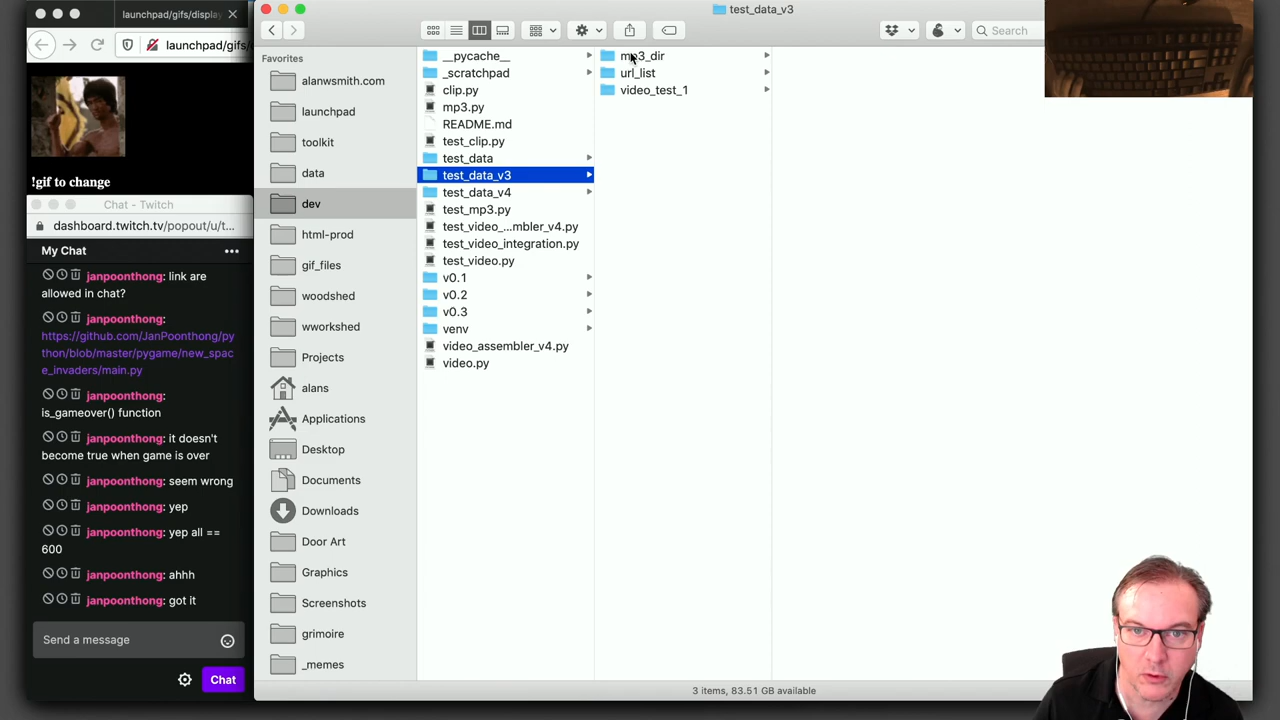 launchpad/gifs/display
launchpad/gifs/
!gif to change
Chat - Twitch
dashboard.twitch.tv/popout/u/t...
My Chat
janpoonthong: link are
allowed in chat?
janpoonthong:
https://github.com/JanPoonthong/py
thon/blob/master/pygame/new_spac
e_invaders/main.py
janpoonthong:
is_gameover() function
janpoonthong: it doesn't
become true when game is over
janpoonthong: seem wrong
janpoonthong: yep
janpoonthong: yep all ==
600
janpoonthong: ahhh
janpoonthong: got it
Send a message
Chat
test_data_v3
Search
Favorites
alanwsmith.com
launchpad
toolkit
data
dev
html-prod
gif_files
woodshed
wworkshed
Projects
alans
Applications
Desktop
Documents
Downloads
Door Art
Graphics
Screenshots
grimoire
_memes
__pycache__
_scratchpad
clip.py
mp3.py
README.md
test_clip.py
test_data
test_data_v3
test_data_v4
test_mp3.py
test_video_...mbler_v4.py
test_video_integration.py
test_video.py
v0.1
v0.2
v0.3
venv
video_assembler_v4.py
video.py
mp3_dir
url_list
video_test_1
3 items, 83.51 GB available